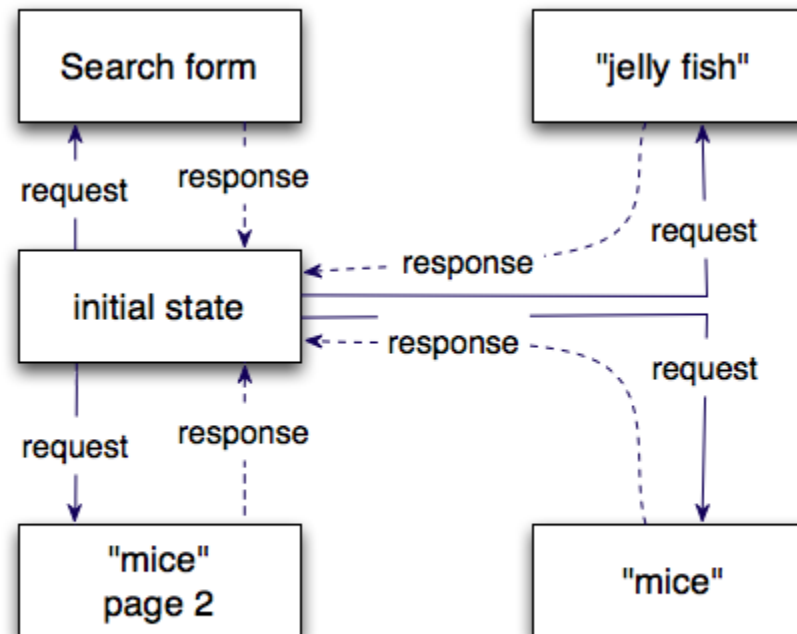 Search form
"jelly fish"
request
response
request
response
initial state
response
request
request
response
"mice"
page 2
"mice"